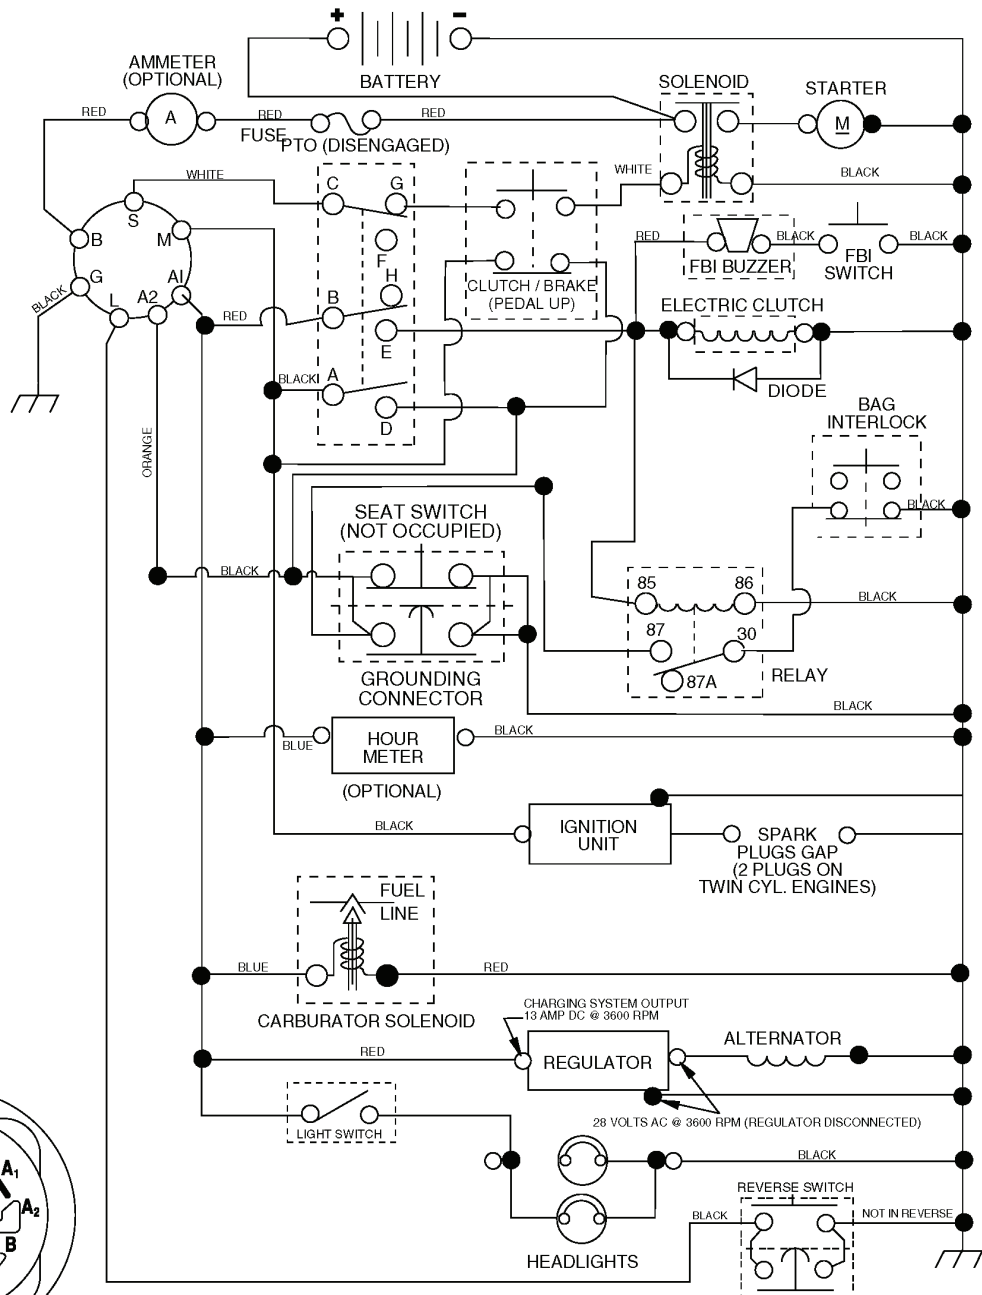 + -
BATTERY
AMMETER
(OPTIONAL)
SOLENOID
STARTER
RED
A
RED
FUSE
RED
M
PTO (DISENGAGED)
WHITE
WHITE
BLACK
S
C
G
B
M
F
RED
BLACK
BLACK
FBI BUZZER
FBI
SWITCH
G
A1
H
CLUTCH / BRAKE
(PEDAL UP)
BLACK
L
A2
RED
B
ELECTRIC CLUTCH
E
BLACK
A
DIODE
D
BAG
INTERLOCK
ORANGE
BLACK
SEAT SWITCH
(NOT OCCUPIED)
BLACK
85
86
BLACK
87
30
87A
RELAY
GROUNDING
CONNECTOR
BLACK
BLUE
HOUR
METER
BLACK
(OPTIONAL)
BLACK
IGNITION
UNIT
SPARK
PLUGS GAP
(2 PLUGS ON
TWIN CYL. ENGINES)
FUEL
LINE
BLUE
RED
CARBURATOR SOLENOID
CHARGING SYSTEM OUTPUT
13 AMP DC @ 3600 RPM
RED
REGULATOR
ALTERNATOR
28 VOLTS AC @ 3600 RPM (REGULATOR DISCONNECTED)
LIGHT SWITCH
BLACK
HEADLIGHTS
REVERSE SWITCH
BLACK
NOT IN REVERSE
A1
A2
B